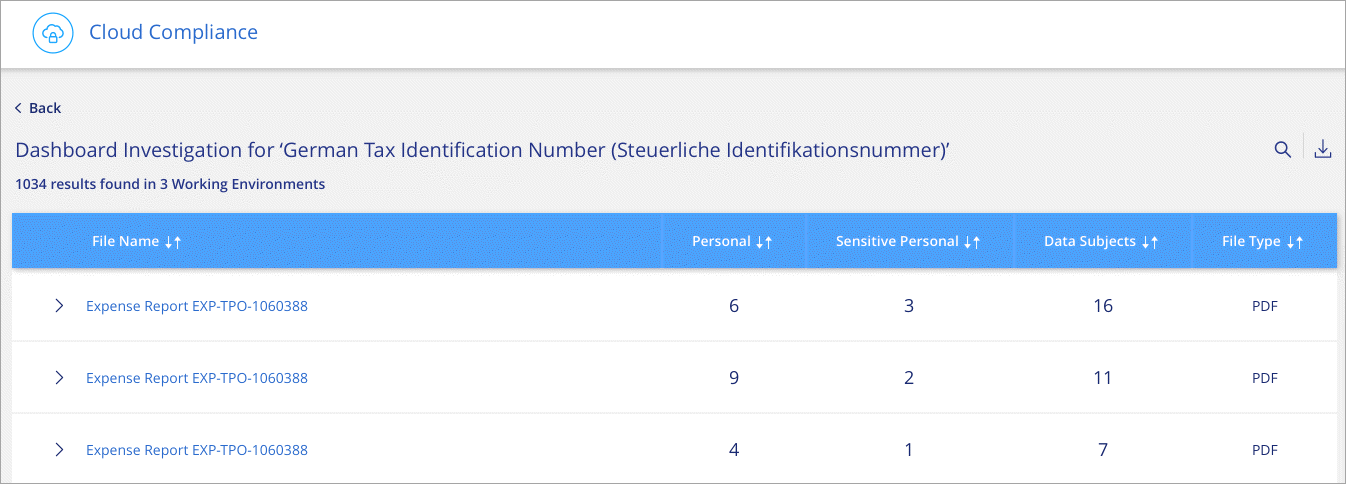 Cloud Compliance
Back
Dashboard Investigation for ‘German Tax Identification Number (Steuerliche Identifikationsnummer)’
1034 results found in 3 Working Environments
File Name Personal Sensitive Personal Data Subjects File Type
Expense Report EXP-TPO-1060388 6 3 16 PDF
Expense Report EXP-TPO-1060388 9 2 11 PDF
Expense Report EXP-TPO-1060388 4 1 7 PDF